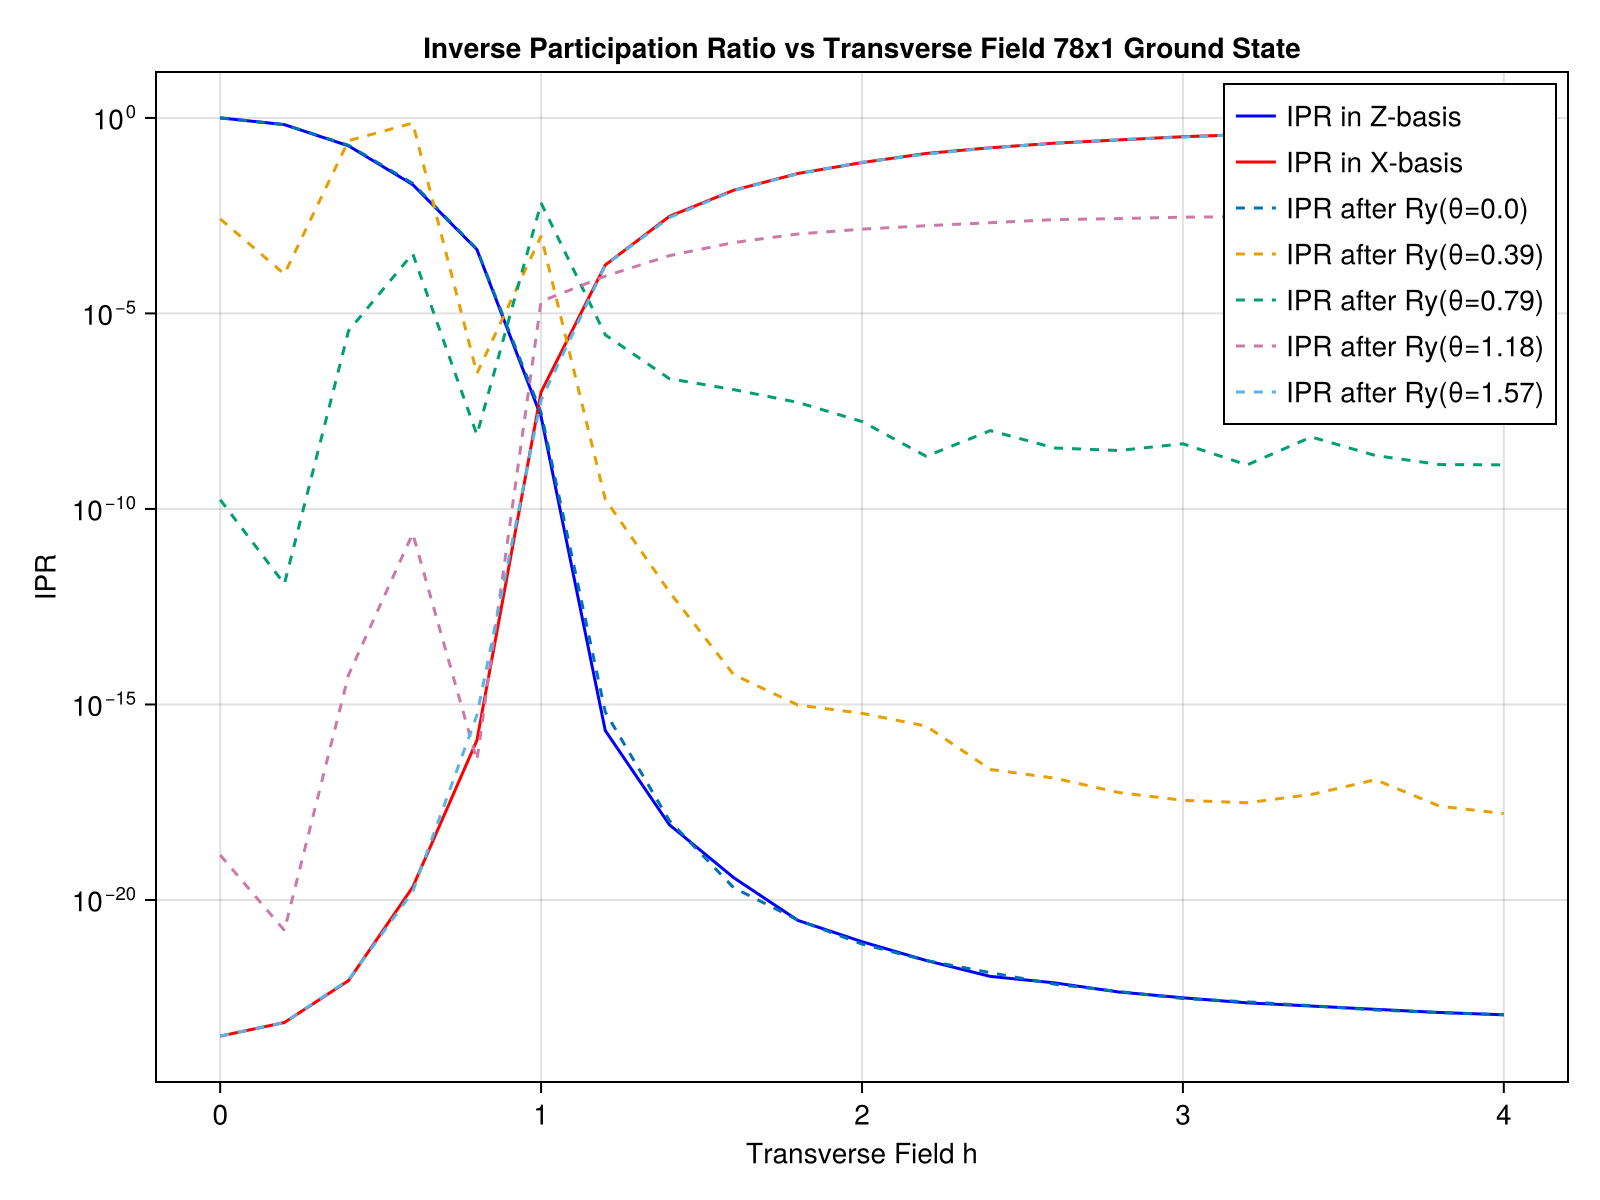 Inverse Participation Ratio vs Transverse Field 78x1 Ground State
IPR in Z-basis
IPR in X-basis
IPR after Ry(θ=0.0)
IPR after Ry(θ=0.39)
IPR after Ry(θ=0.79)
IPR after Ry(θ=1.18)
IPR after Ry(θ=1.57)
10⁰
10⁻⁵
10⁻¹⁰
10⁻¹⁵
10⁻²⁰
IPR
0 1 2 3 4
Transverse Field h